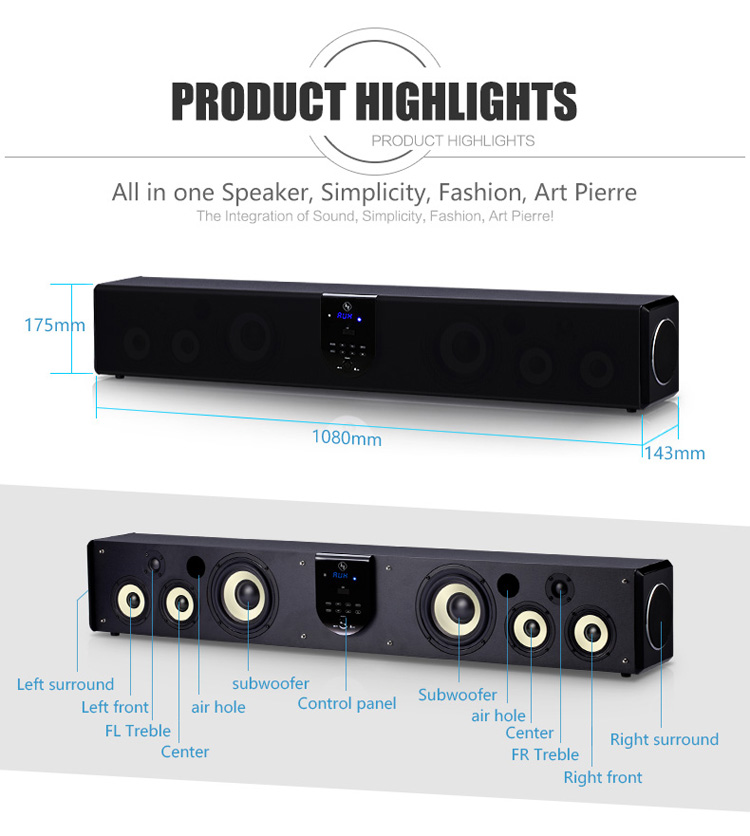 PRODUCT HIGHLIGHTS
PRODUCT HIGHLIGHTS
All in one Speaker, Simplicity, Fashion, Art Pierre
The Integration of Sound, Simplicity, Fashion, Art Pierre!
175mm
AUX
1080mm
143mm
AUX
Left surround
Left front
FL Treble
Center
air hole
subwoofer
Control panel
Subwoofer
air hole
Center
FR Treble
Right front
Right surround